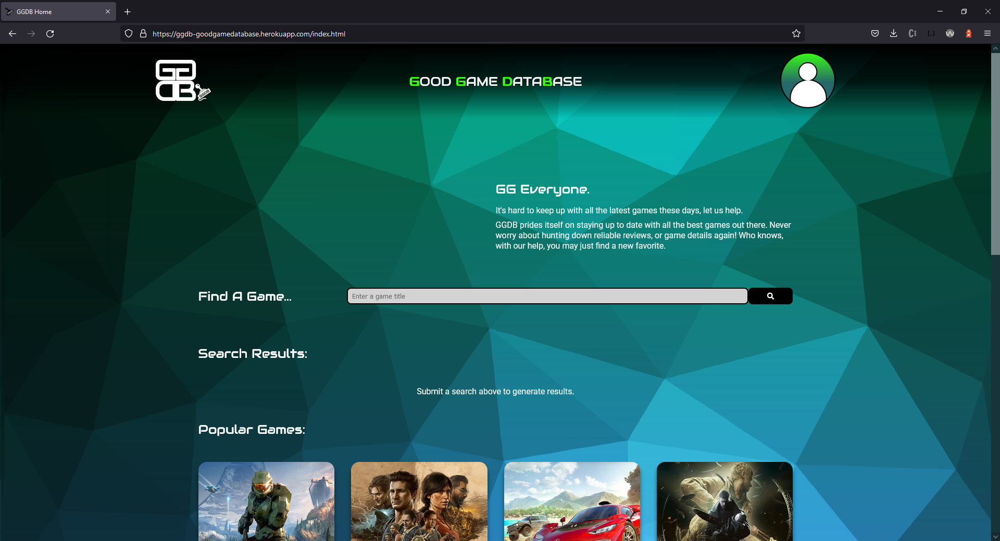 GGDB Home
https://ggdb-goodgamedatabase.herokuapp.com/index.html
GG
DB
GGDB
GOOD GAME DATABASE
GG Everyone.
It's hard to keep up with all the latest games these days, let us help.
GGDB prides itself on staying up to date with all the best games out there. Never
worry about hunting down reliable reviews, or game details again! Who knows,
with our help, you may just find a new favorite.
Find A Game...
Enter a game title
Search Results:
Submit a search above to generate results.
Popular Games: